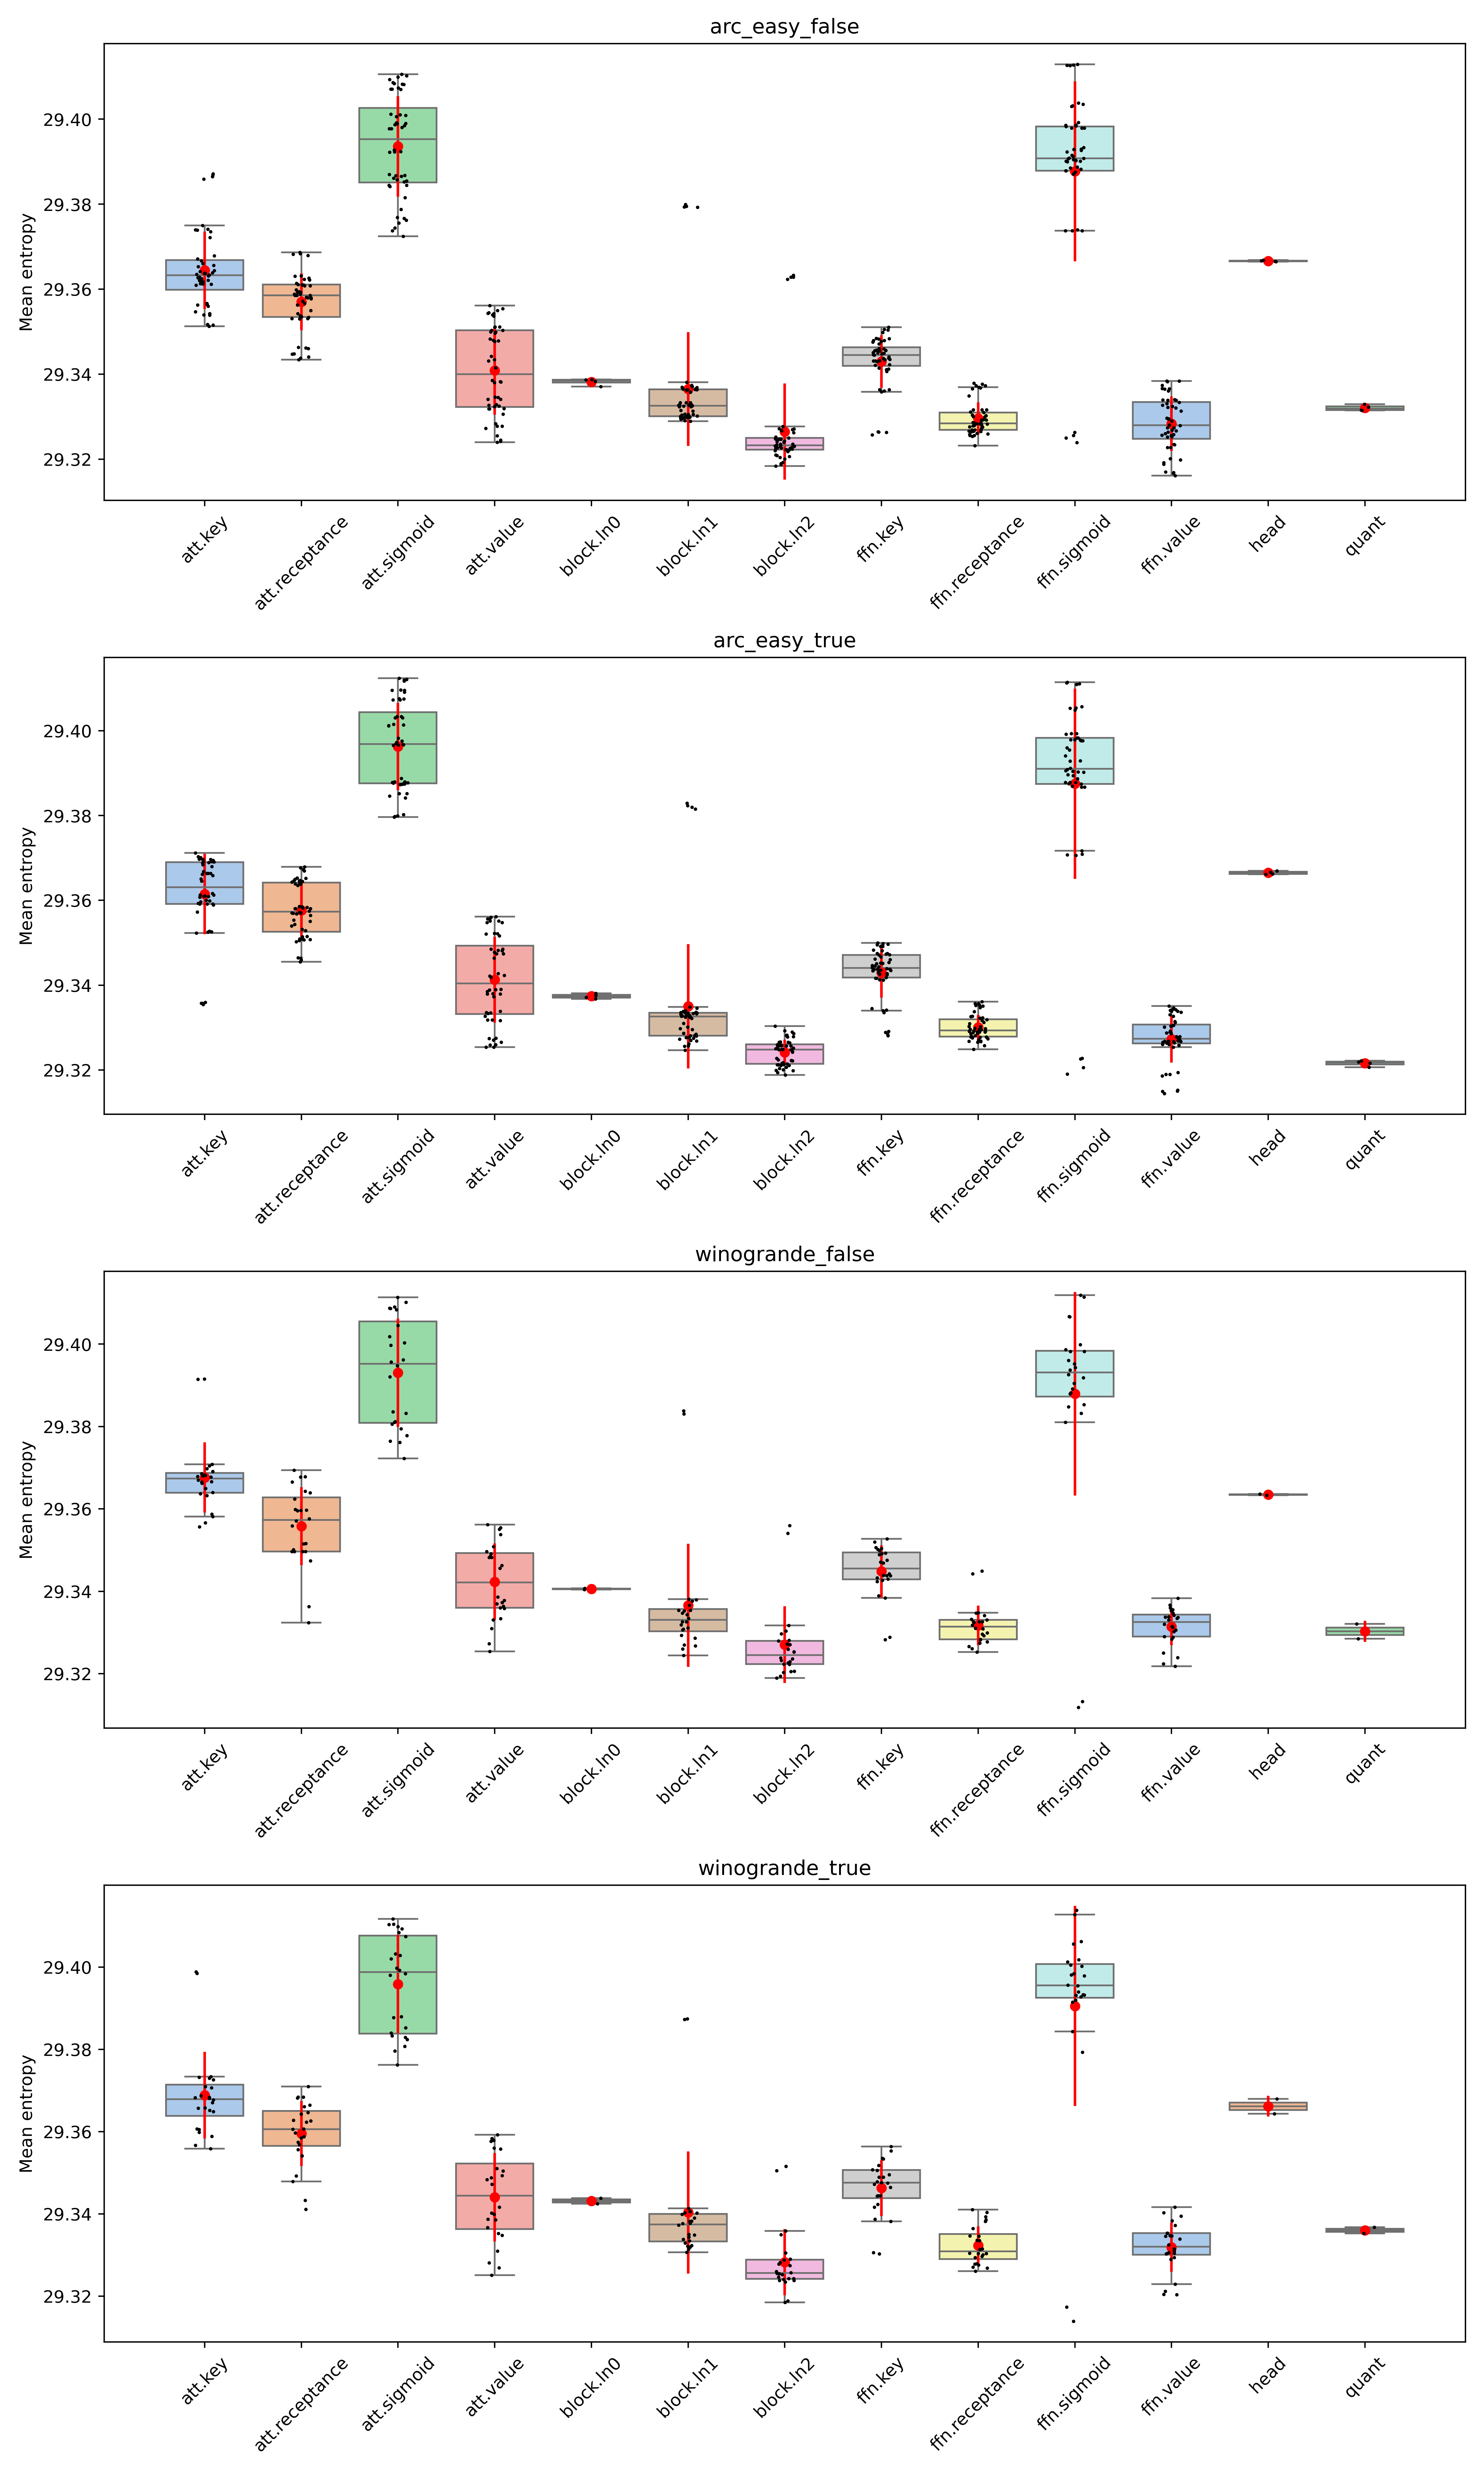 arc_easy_false
Mean entropy
29.40
29.38
29.36
29.34
29.32
att.key
att.receptance
att.sigmoid
att.value
block.ln0
block.ln1
block.ln2
ffn.key
ffn.receptance
ffn.sigmoid
ffn.value
head
quant
arc_easy_true
Mean entropy
29.40
29.38
29.36
29.34
29.32
att.key
att.receptance
att.sigmoid
att.value
block.ln0
block.ln1
block.ln2
ffn.key
ffn.receptance
ffn.sigmoid
ffn.value
head
quant
winogrande_false
Mean entropy
29.40
29.38
29.36
29.34
29.32
att.key
att.receptance
att.sigmoid
att.value
block.ln0
block.ln1
block.ln2
ffn.key
ffn.receptance
ffn.sigmoid
ffn.value
head
quant
winogrande_true
Mean entropy
29.40
29.38
29.36
29.34
29.32
att.key
att.receptance
att.sigmoid
att.value
block.ln0
block.ln1
block.ln2
ffn.key
ffn.receptance
ffn.sigmoid
ffn.value
head
quant